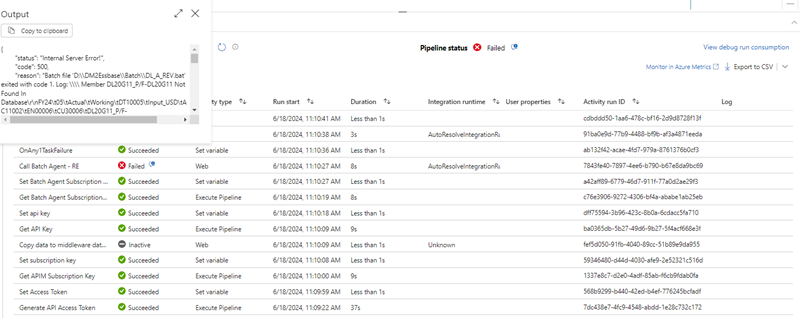 Output
Copy to clipboard
{
"status": "Internal Server Error!",
"code": 500,
"reason": "Batch file 'D:\\DM2Essbase\\Batch\\DL_A_REV.bat'
exited with code 1. Log: \\\\ Member DL20G11_P/F-DL20G11 Not
Found In
Database\r\nFY24\t05\tActual\tWorking\tDT10005\tInput_USD\tA
C11002\tEN00006\tCU30006\tDL20G11_P/F-
Pipeline status Failed
View debug run consumption
Monitor in Azure Metrics Export to CSV
ty type Run start Duration Integration runtime User properties Activity run ID Log
6/18/2024, 11:10:41 AM Less than 1s cdbddd50-1aa6-478c-bf16-2d9d8728f13f
6/18/2024, 11:10:38 AM 3s AutoResolveIntegrationRu 91ba0e9d-77b9-4488-bf9b-af3a4871eeda
OnAny1TaskFailure Succeeded Set variable 6/18/2024, 11:10:36 AM Less than 1s ab132f42-acae-4fd7-979a-8761376b0cf3
Call Batch Agent - RE Failed Web 6/18/2024, 11:10:27 AM 8s AutoResolveIntegrationRu 7843fe40-7897-4ee6-b790-b67e8da9bc69
Set Batch Agent Subscription ... Succeeded Set variable 6/18/2024, 11:10:27 AM Less than 1s a42aff89-6779-46d7-911f-77a0d2ae29f3
Get Batch Agent Subscription... Succeeded Execute Pipeline 6/18/2024, 11:10:19 AM 8s c76e3906-9272-4306-bf4a-ababe1ab25eb
Set api key Succeeded Set variable 6/18/2024, 11:10:18 AM Less than 1s dff75594-3b96-423c-8b0a-6cdacc5fa710
Get API Key Succeeded Execute Pipeline 6/18/2024, 11:10:09 AM 9s ba0365db-5b27-49d6-9b27-5f4acf668e3f
Copy data to middleware dat... Inactive Web 6/18/2024, 11:10:09 AM Less than 1s Unknown fef5d050-91fb-4040-89cc-51b89e9da955
Set subscription key Succeeded Set variable 6/18/2024, 11:10:08 AM Less than 1s 59346480-d44d-4030-afe9-2e52321c516d
Get APIM Subscription Key Succeeded Execute Pipeline 6/18/2024, 11:10:00 AM 9s 1337e8c7-d2e0-4adf-85ab-f6cb9fdab0fa
Set Access Token Succeeded Set variable 6/18/2024, 11:09:59 AM Less than 1s 568b9299-b440-42ed-b4ef-776245bcfadf
Generate API Access Token Succeeded Execute Pipeline 6/18/2024, 11:09:22 AM 37s 7dc438e7-4fc9-4548-abdd-1e28c732c172